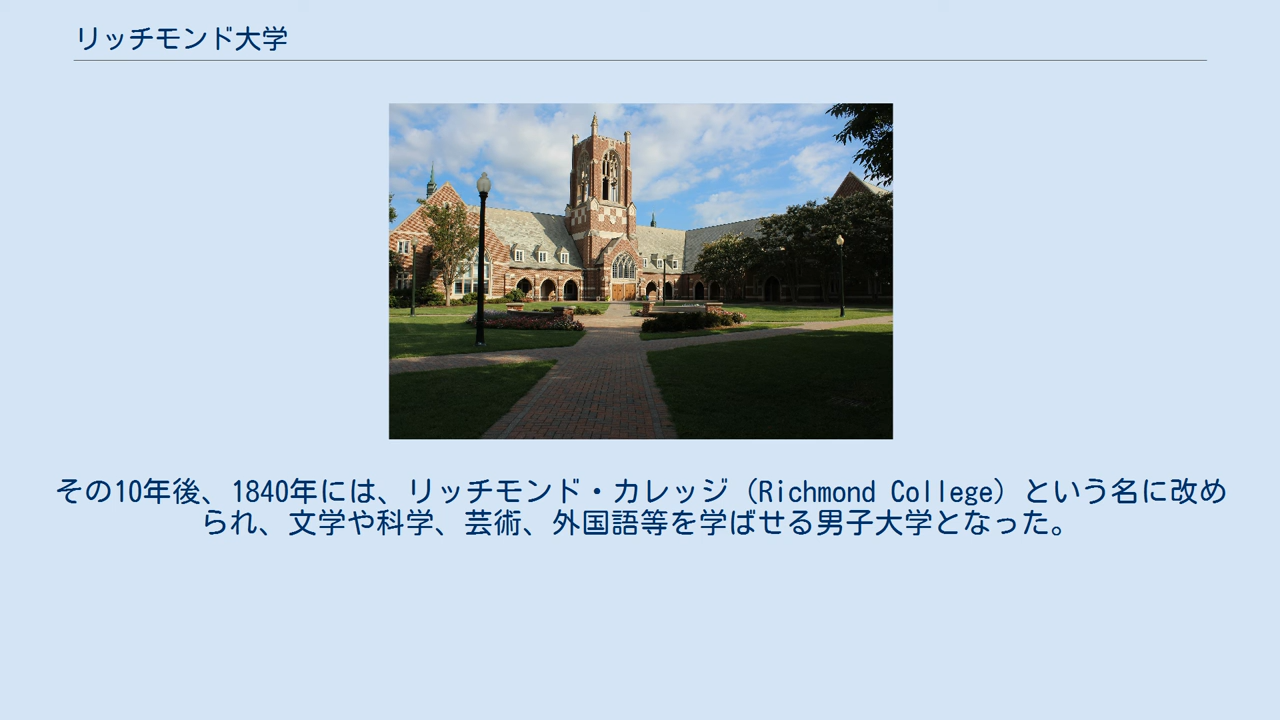 リッチモンド大学
その10年後、1840年には、リッチモンド・カレッジ（Richmond College）という名に改め
られ、文学や科学、芸術、外国語等を学ばせる男子大学となった。